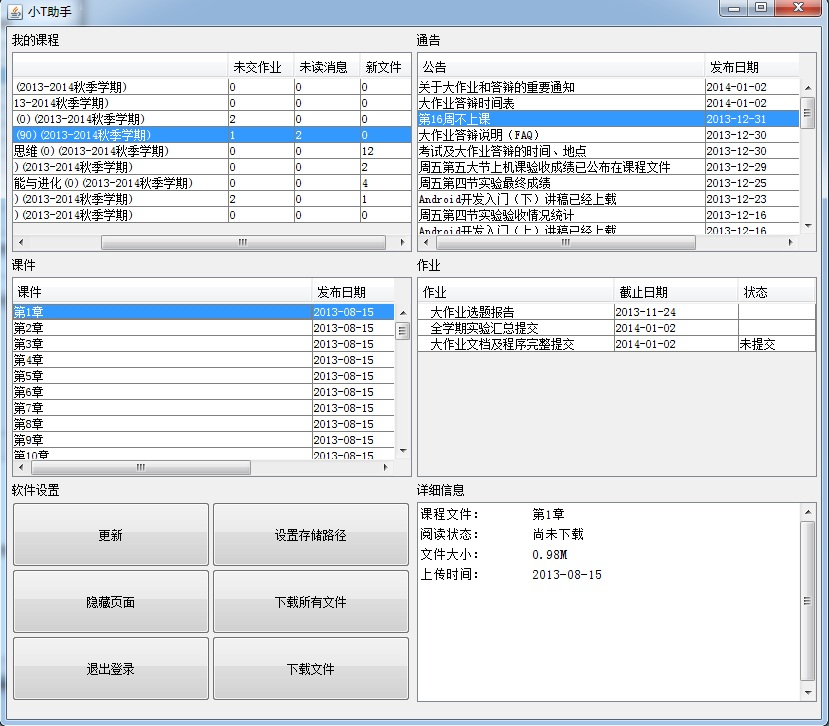 小T助手
我的课程
未交作业 未读消息 新文件
(2013-2014秋季学期) 0 0 0
13-2014秋季学期) 0 0 0
(0)(2013-2014秋季学期) 2 0 0
(90)(2013-2014秋季学期) 1 2 0
思维(0)(2013-2014秋季学期) 0 0 12
)(2013-2014秋季学期) 0 0 2
能与进化(0)(2013-2014秋季学期) 0 0 4
)(2013-2014秋季学期) 2 0 1
)(2013-2014秋季学期) 0 0 0
通告
公告 发布日期
关于大作业和答辩的重要通知 2014-01-02
大作业答辩时间表 2014-01-02
第16周不上课 2013-12-31
大作业答辩说明（FAQ） 2013-12-30
考试及大作业答辩的时间、地点 2013-12-30
周五第五大节上机课验收成绩已公布在课程文件 2013-12-29
周五第四节实验最终成绩 2013-12-25
Android开发入门（下）讲稿已经上载 2013-12-23
周五第四节实验验收情况统计 2013-12-16
Android开发入门（上）讲稿已经上载 2013-12-16
课件
课件 发布日期
第1章 2013-08-15
第2章 2013-08-15
第3章 2013-08-15
第4章 2013-08-15
第5章 2013-08-15
第6章 2013-08-15
第7章 2013-08-15
第8章 2013-08-15
第9章 2013-08-15
第10章 2013-08-15
作业
作业 截止日期 状态
大作业选题报告 2013-11-24
全学期实验汇总提交 2014-01-02
大作业文档及程序完整提交 2014-01-02 未提交
软件设置
更新 设置存储路径
隐藏页面 下载所有文件
退出登录 下载文件
详细信息
课程文件： 第1章
阅读状态： 尚未下载
文件大小： 0.98M
上传时间： 2013-08-15